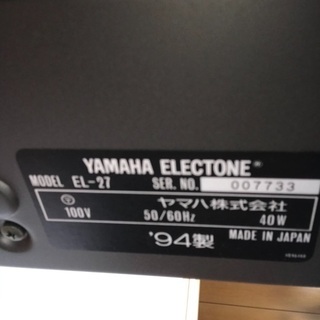 YAMAHA ELECTONE®
MODEL EL-27 SER. NO. 007733
ヤマハ株式会社
100V 50/60Hz 40W
'94製 MADE IN JAPAN